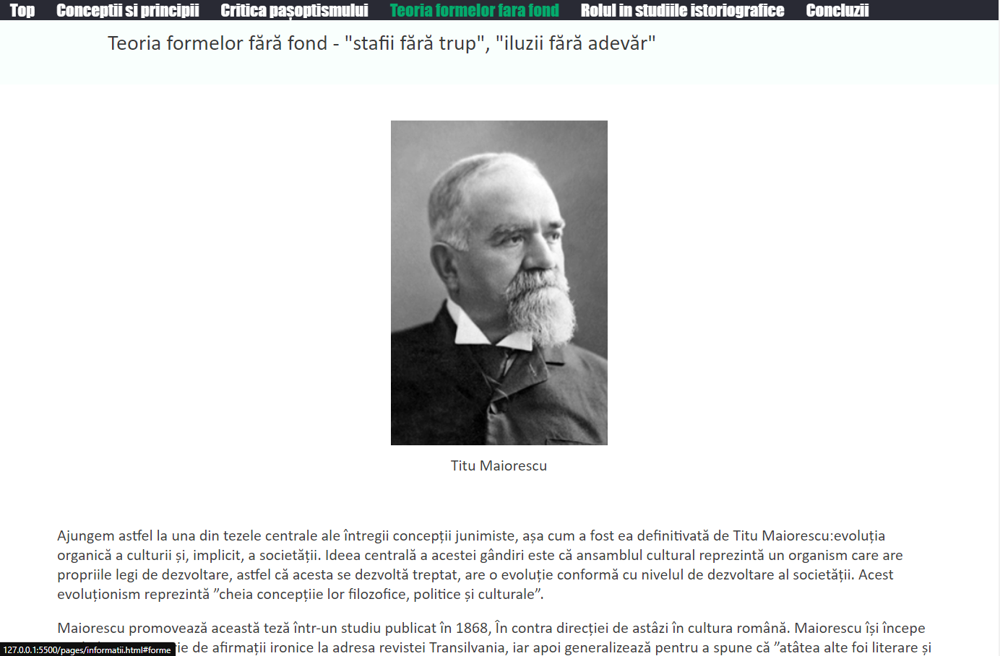 Top Conceptii si principii Critica pașoptismului Teoria formelor fara fond Rolul in studiile istoriografice Concluzii
Teoria formelor fără fond - "stafii fără trup", "iluzii fără adevăr"
Titu Maiorescu
Ajungem astfel la una din tezele centrale ale întregii concepții junimiste, așa cum a fost ea definitivată de Titu Maiorescu:evoluția
organică a culturii și, implicit, a societății. Ideea centrală a acestei gândiri este că ansamblul cultural reprezintă un organism care are
propriile legi de dezvoltare, astfel că acesta se dezvoltă treptat, are o evoluție conformă cu nivelul de dezvoltare al societății. Acest
evoluționism reprezintă ”cheia concepțiie lor filozofice, politice și culturale”.
Maiorescu promovează această teză într-un studiu publicat în 1868, În contra direcției de astâzi în cultura română. Maiorescu își începe
de afirmații ironice la adresa revistei Transilvania, iar apoi generalizează pentru a spune că ”atâtea alte foi literare și
127.0.0.1:5500/pages/informatii.html#forme